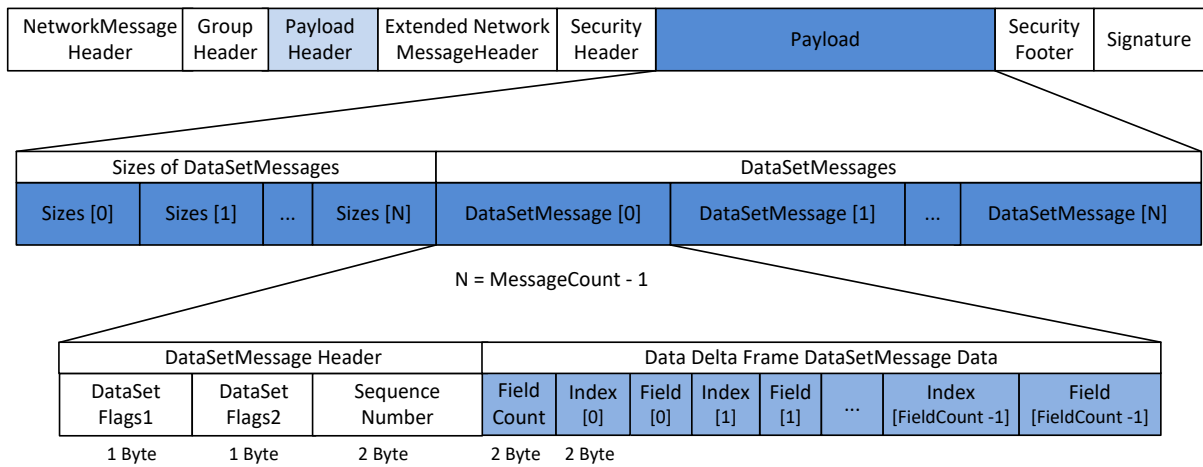 NetworkMessage Header
Group Header
Payload Header
Extended Network MessageHeader
Security Header
Payload
Security Footer
Signature
Sizes of DataSetMessages
DataSetMessages
Sizes [0]
Sizes [1]
...
Sizes [N]
DataSetMessage [0]
DataSetMessage [1]
...
DataSetMessage [N]
N = MessageCount - 1
DataSetMessage Header
Data Delta Frame DataSetMessage Data
DataSet Flags1
DataSet Flags2
Sequence Number
Field Count
Index [0]
Field [0]
Index [1]
Field [1]
...
Index [FieldCount -1]
Field [FieldCount -1]
1 Byte
1 Byte
2 Byte
2 Byte
2 Byte